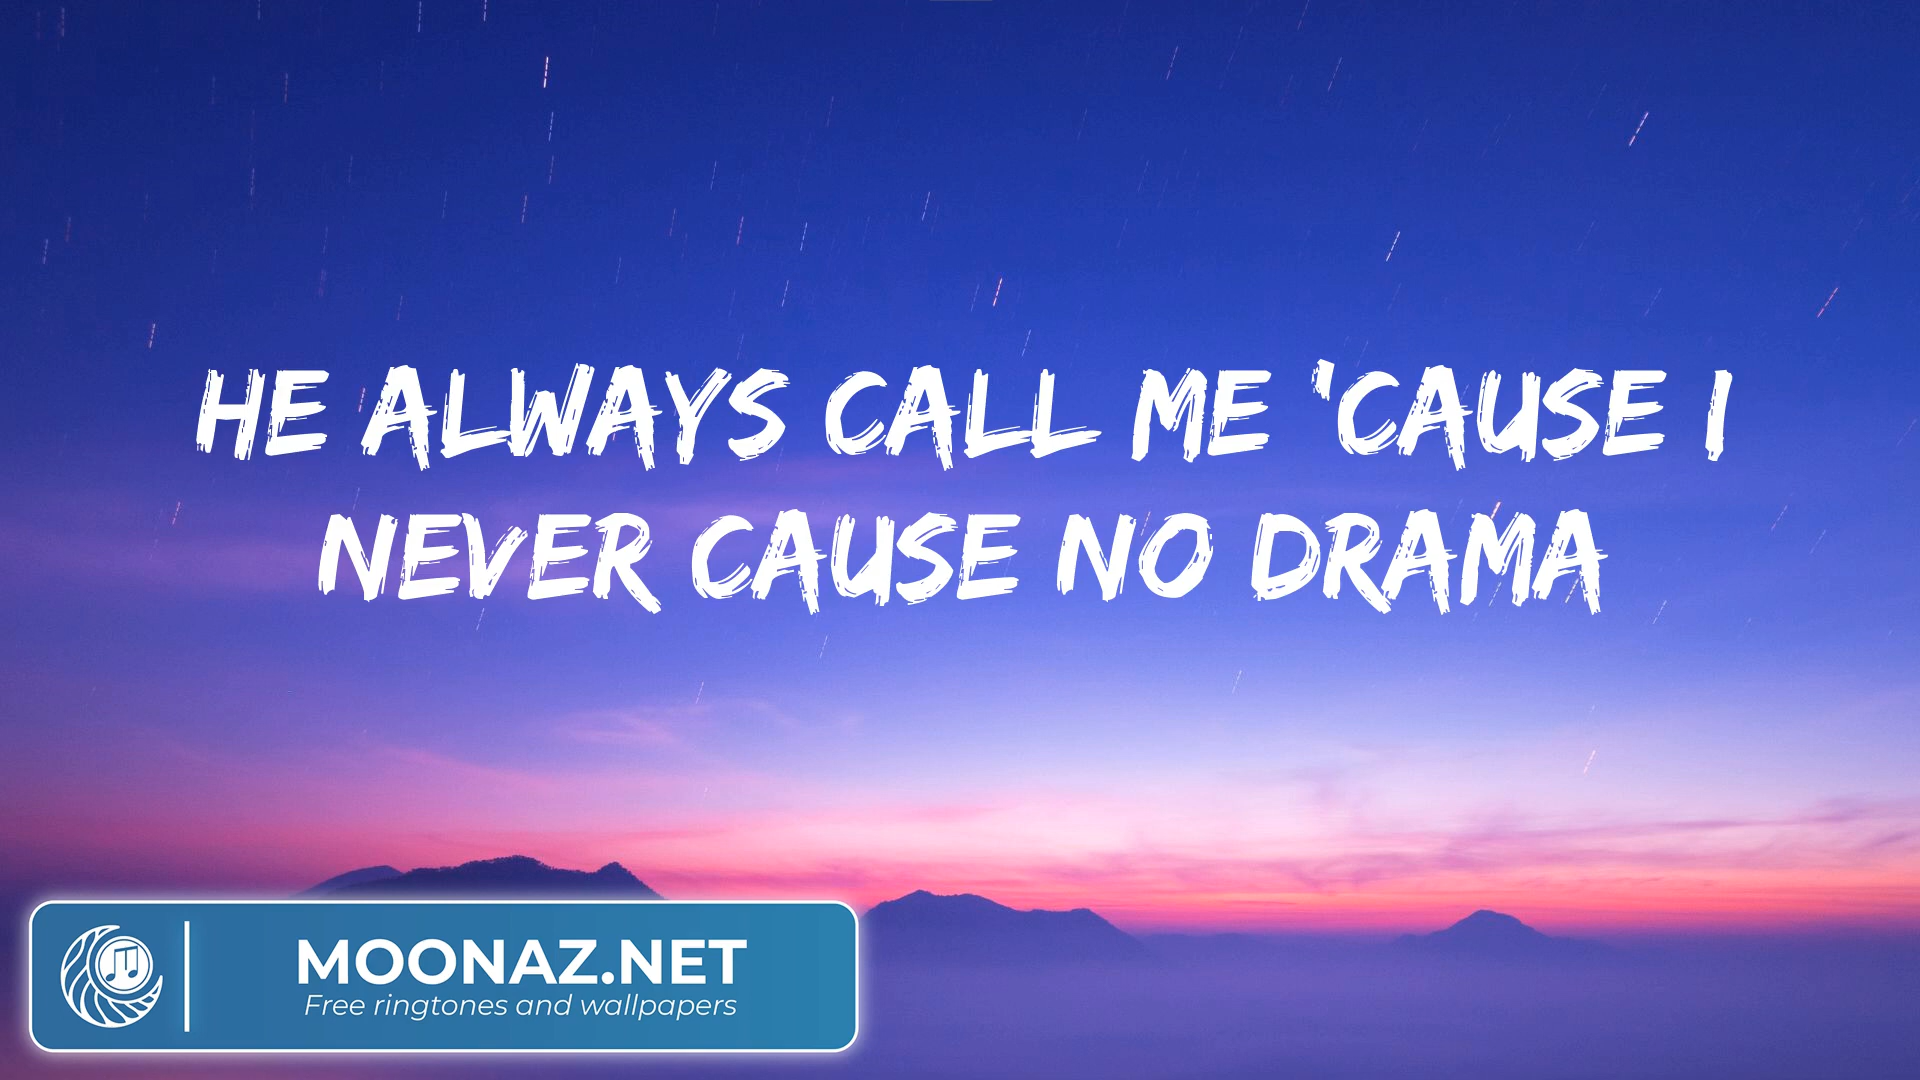 HE ALWAYS CALL ME 'CAUSE I
NEVER CAUSE NO DRAMA
MOONAZ.NET
Free ringtones and wallpapers